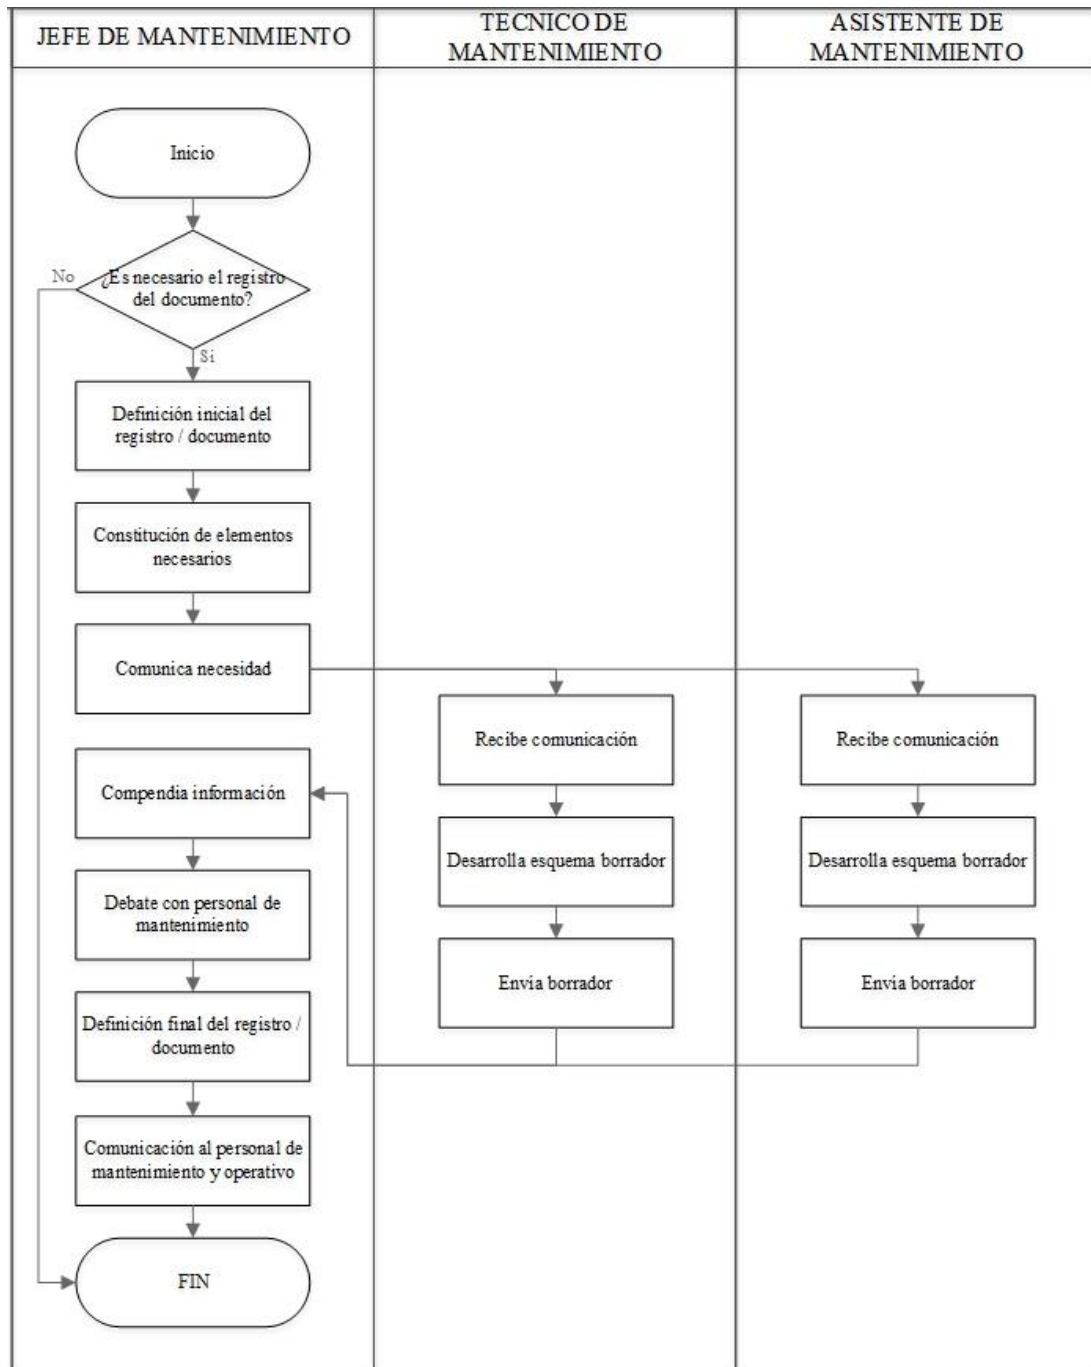 JEFE DE MANTENIMIENTO
TECNICO DE
MANTENIMIENTO
ASISTENTE DE
MANTENIMIENTO
Inicio
¿Es necesario el registro
del documento?
No
Si
Definición inicial del
registro / documento
Constitución de elementos
necesarios
Comunica necesidad
Recibe comunicación
Recibe comunicación
Compendia información
Desarrolla esquema borrador
Desarrolla esquema borrador
Debate con personal de
mantenimiento
Envía borrador
Envía borrador
Definición final del registro /
documento
Comunicación al personal de
mantenimiento y operativo
FIN